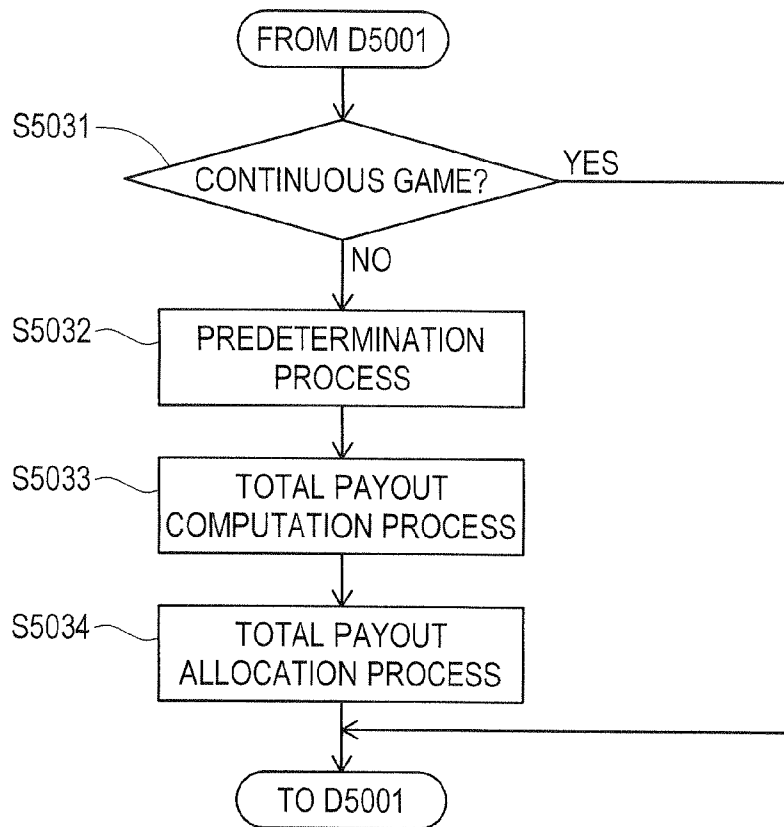 FROM D5001
S5031
CONTINUOUS GAME?
YES
NO
S5032
PREDETERMINATION
PROCESS
S5033
TOTAL PAYOUT
COMPUTATION PROCESS
S5034
TOTAL PAYOUT
ALLOCATION PROCESS
TO D5001